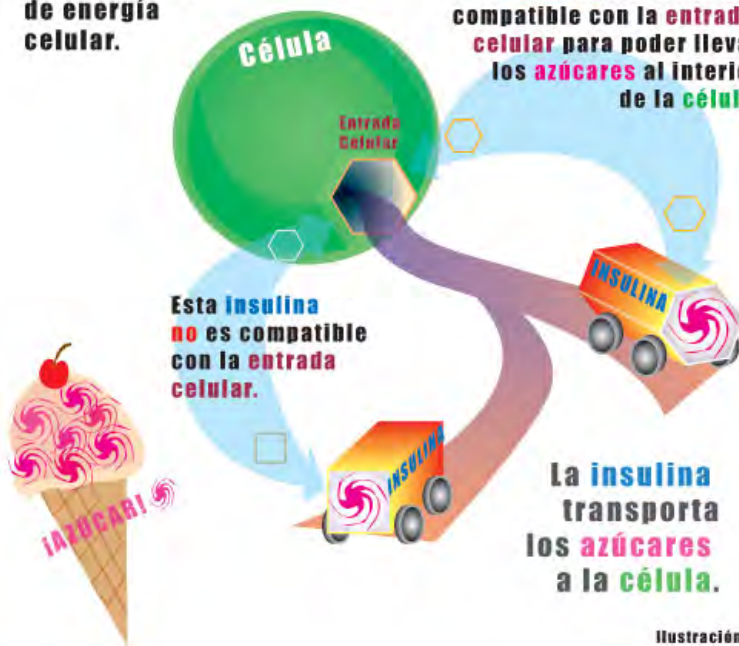 de energía
celular.
compatible con la entrad
celular para poder lleva
los azúcares al interi
de la célul
Célula
Entrada
Celular
INSULINA
Esta insulina
no es compatible
con la entrada
celular.
INSULINA
¡AZÚCAR!
La insulina
transporta
los azúcares
a la célula.
Ilustración